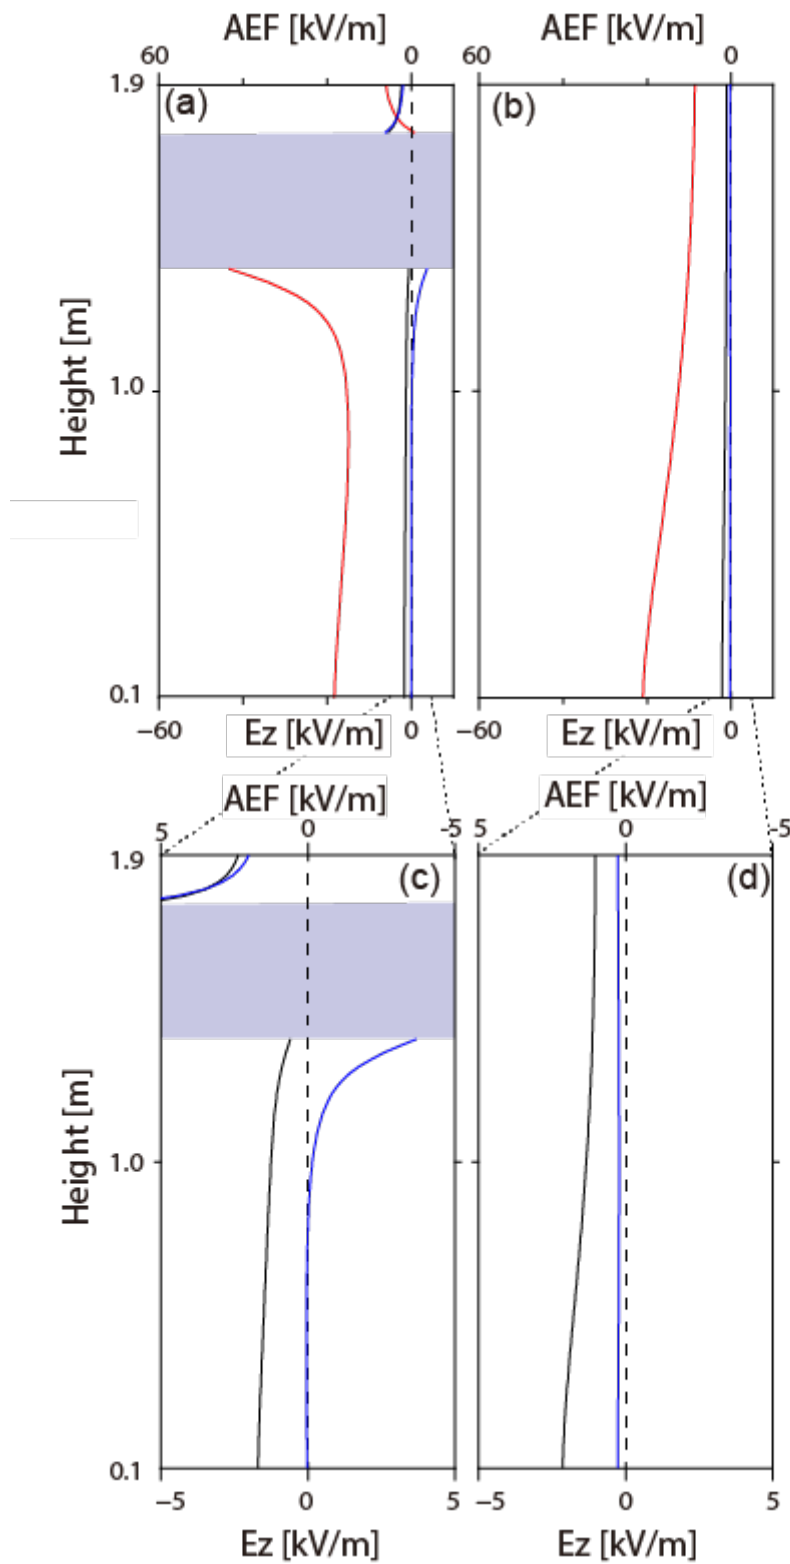 AEF [kV/m] AEF [kV/m]
60 0 60 0
1.9 (a) (b)
Height [m]
1.0
0.1
−60 Ez [kV/m] 0 −60 Ez [kV/m] 0
AEF [kV/m] AEF [kV/m]
5 0 -5 5 0 -5
1.9 (c) (d)
Height [m]
1.0
0.1
−5 0 5 −5 0 5
Ez [kV/m] Ez [kV/m]